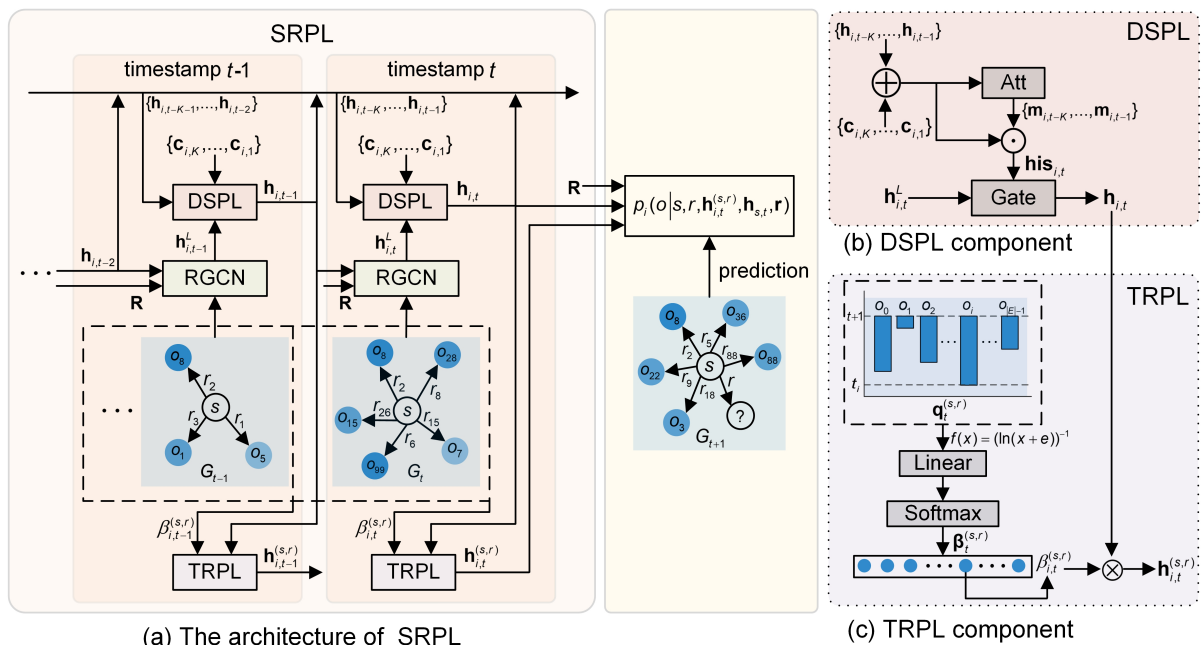 SRPL
timestamp t-1
timestamp t
{h_{i,t-K-1},...,h_{i,t-2}}
{h_{i,t-K},...,h_{i,t-1}}
{c_{i,K},...,c_{i,1}}
{c_{i,K},...,c_{i,1}}
DSPL
h_{i,t-1}
DSPL
h_{i,t}
h_{i,t-1}^L
h_{i,t}^L
h_{i,t-2}
RGCN
RGCN
R
R
o_8
r_2
s
r_3
r_1
o_1
o_5
G_{t-1}
o_8
o_28
r_2
r_8
o_15
r_26
s
r_15
r_6
o_99
o_7
G_t
β_{i,t-1}^{(s,r)}
β_{i,t}^{(s,r)}
TRPL
h_{i,t-1}^{(s,r)}
TRPL
h_{i,t}^{(s,r)}
(a) The architecture of SRPL
R
p_i(o|s,r,h_{i,t}^{(s,r)},h_{s,t},r)
prediction
o_8
o_36
r_5
r_2
r_88
o_22
s
o_88
r_9
r_18
r
o_3
?
G_{t+1}
DSPL
{h_{i,t-K},...,h_{i,t-1}}
Att
{c_{i,K},...,c_{i,1}}
{m_{i,t-K},...,m_{i,t-1}}
his_{i,t}
h_{i,t}^L
Gate
h_{i,t}
(b) DSPL component
TRPL
o_0 o_1 o_2 o_i o_{|E|-1}
t+1
t_i
q_t^{(s,r)}
f(x)=(ln(x+e))^{-1}
Linear
Softmax
β_t^{(s,r)}
β_{i,t}^{(s,r)}
h_{i,t}^{(s,r)}
(c) TRPL component